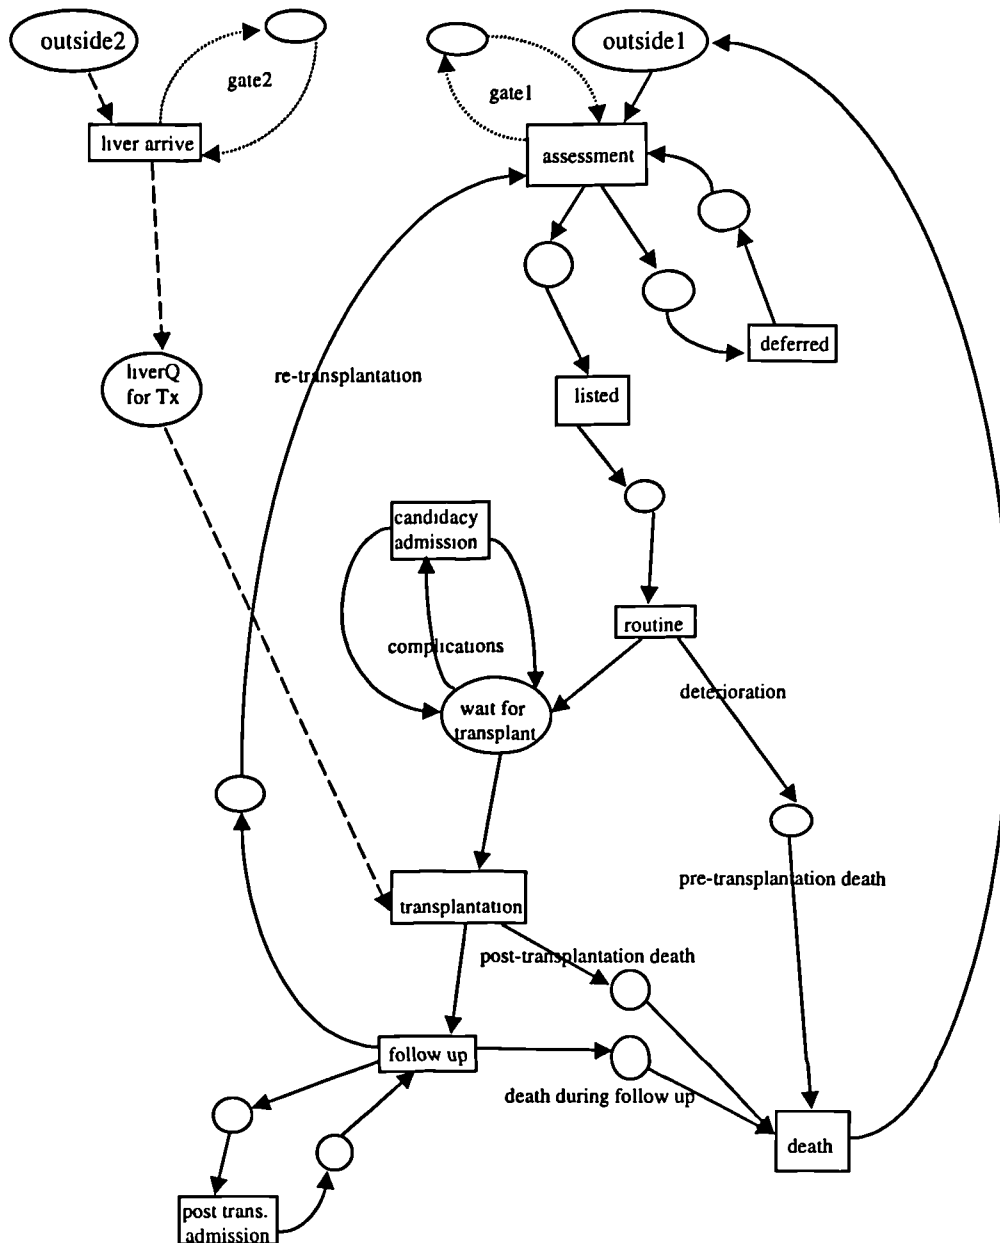 outside2
gate2
gate1
outside1
liver arrive
assessment
deferred
liverQ
for Tx
re-transplantation
listed
candidacy
admission
routine
complications
deterioration
wait for
transplant
pre-transplantation death
transplantation
post-transplantation death
follow up
death during follow up
death
post trans.
admission